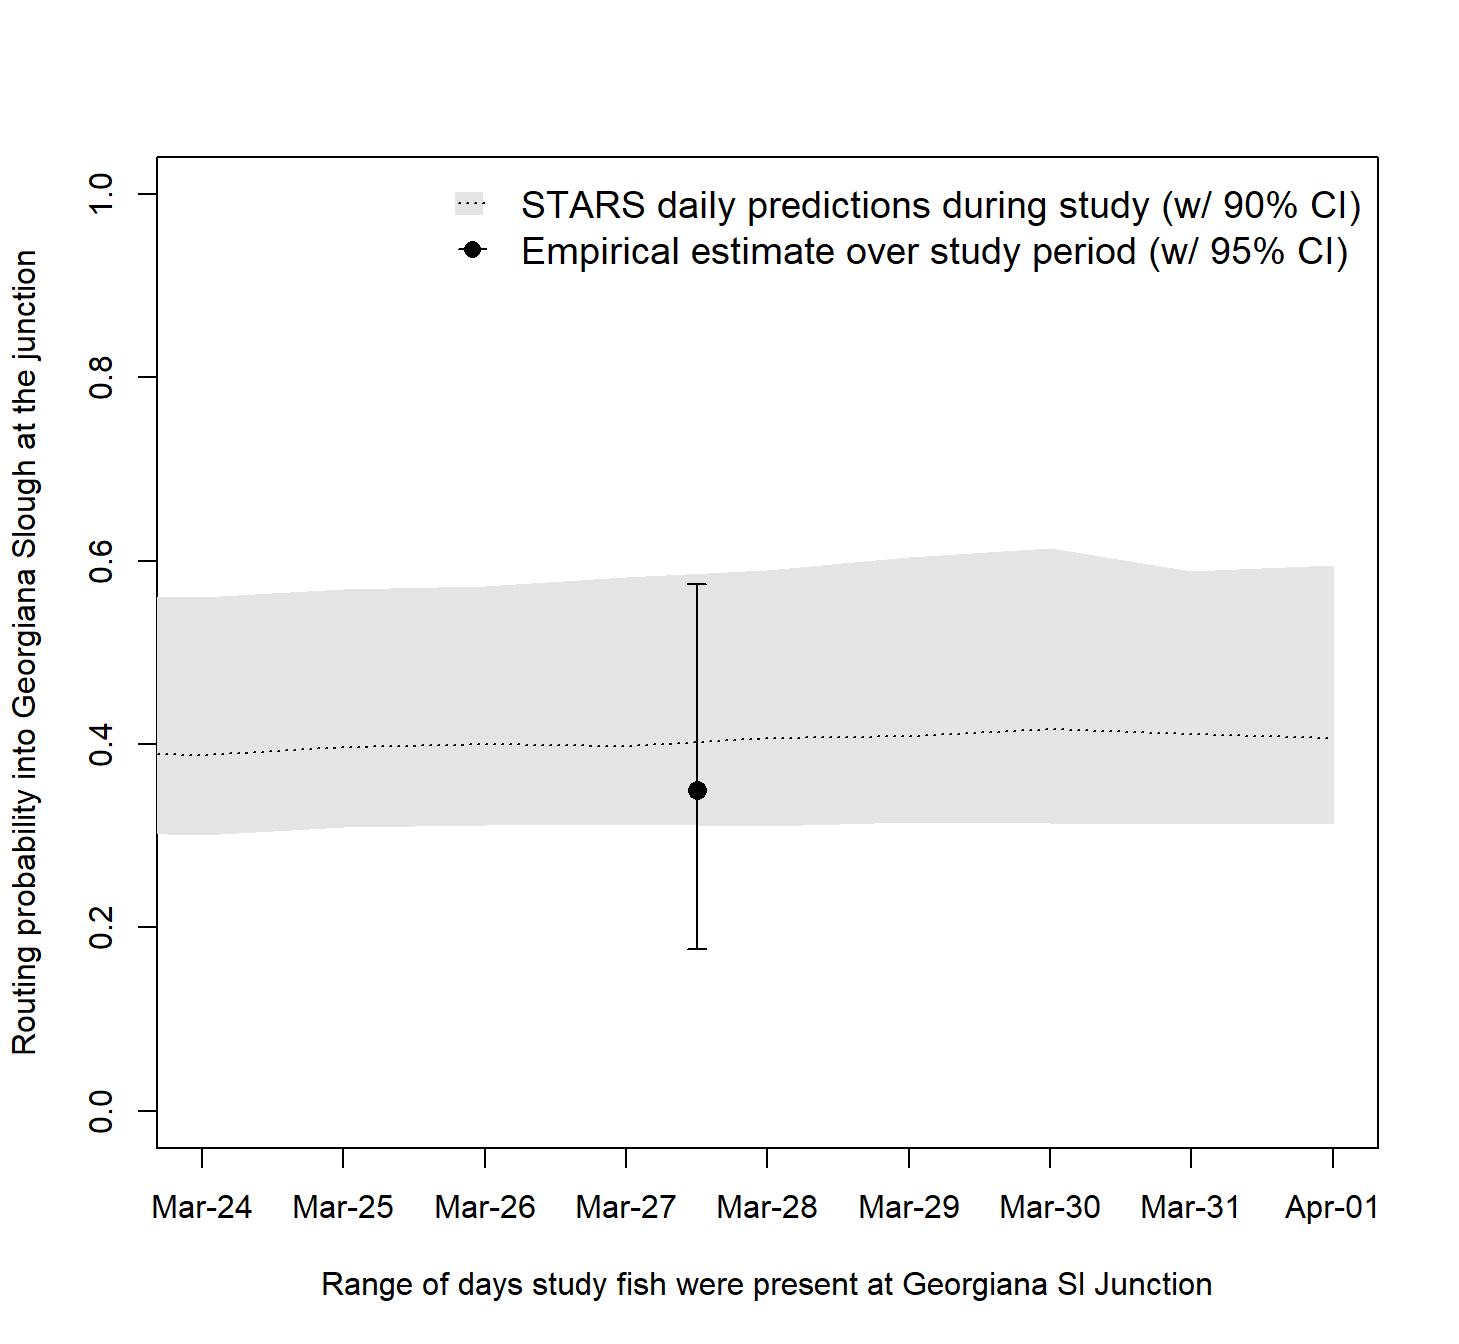 STARS daily predictions during study (w/ 90% CI)
Empirical estimate over study period (w/ 95% CI)
Routing probability into Georgiana Slough at the junction
1.0
0.8
0.6
0.4
0.2
0.0
Mar-24 Mar-25 Mar-26 Mar-27 Mar-28 Mar-29 Mar-30 Mar-31 Apr-01
Range of days study fish were present at Georgiana Sl Junction